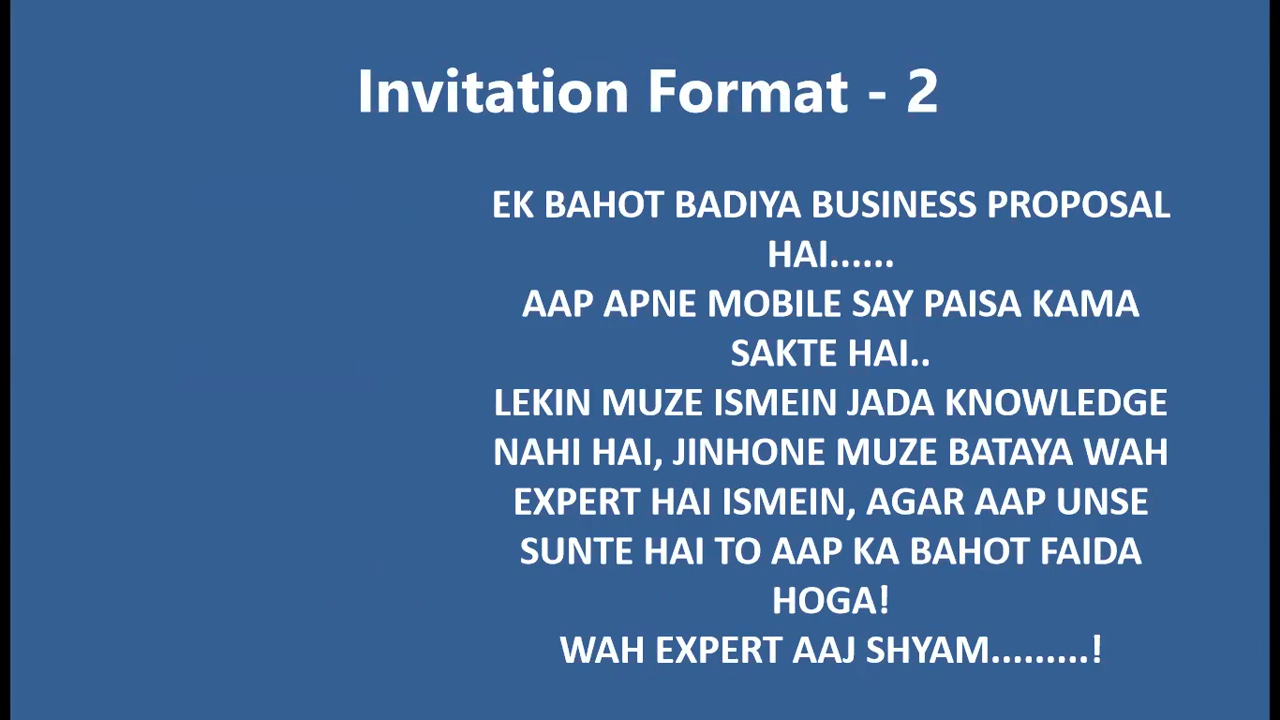 Invitation Format - 2
EK BAHOT BADIYA BUSINESS PROPOSAL
HAI......
AAP APNE MOBILE SAY PAISA KAMA
SAKTE HAI..
LEKIN MUZE ISMEIN JADA KNOWLEDGE
NAHI HAI, JINHONE MUZE BATAYA WAH
EXPERT HAI ISMEIN, AGAR AAP UNSE
SUNTE HAI TO AAP KA BAHOT FAIDA
HOGA!
WAH EXPERT AAJ SHYAM.........!